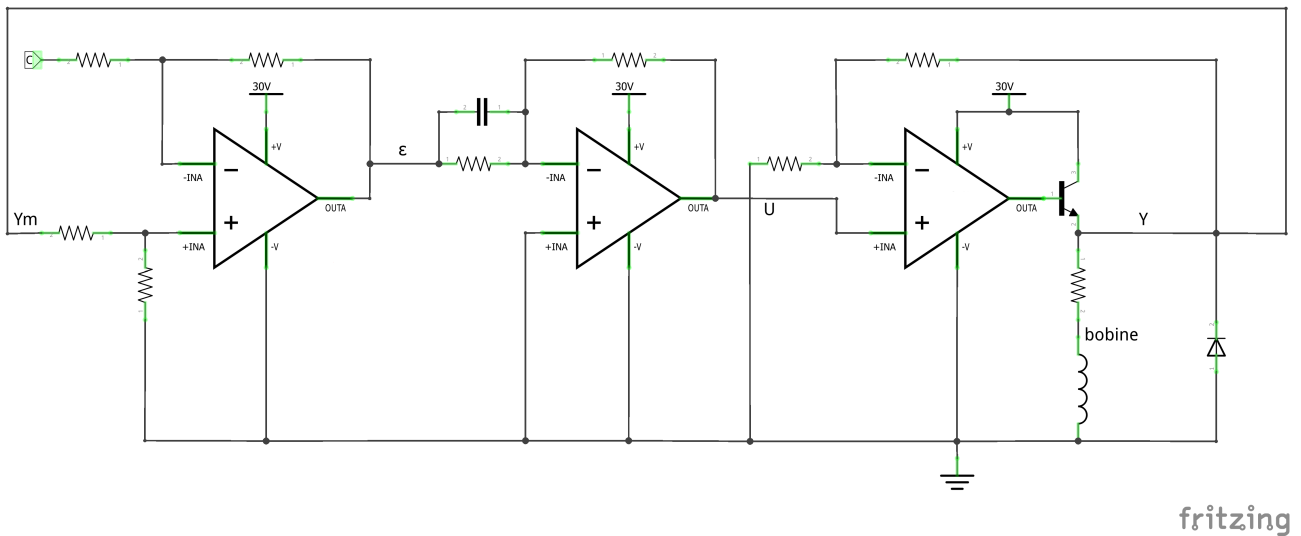 C
30V
30V
30V
ε
+V
+V
+V
-INA
-INA
-INA
OUTA
OUTA
OUTA
U
Ym
Y
+INA
-V
+INA
-V
+INA
-V
bobine
fritzing